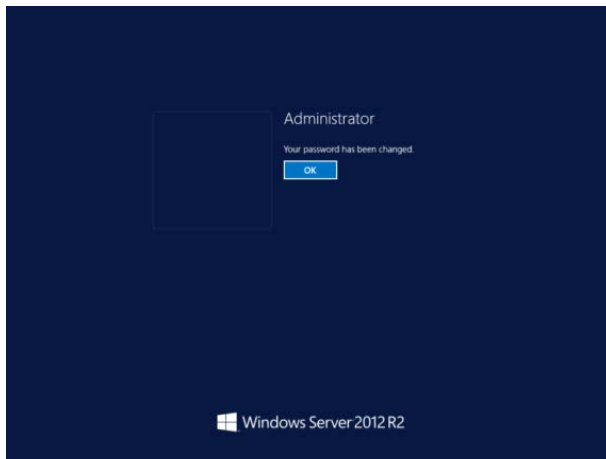 Administrator
Your password has been changed.
OK
Windows Server 2012 R2